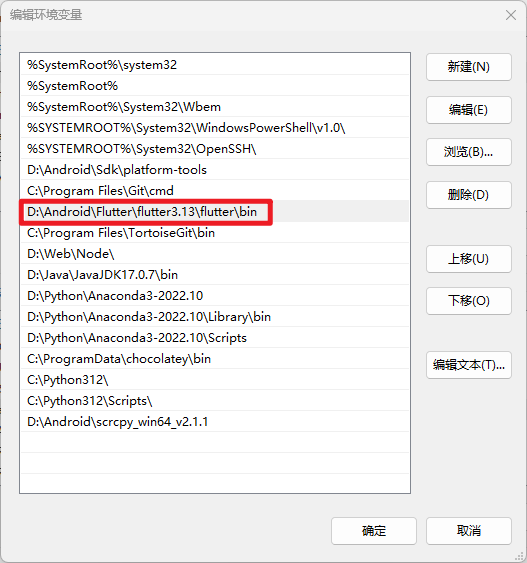 编辑环境变量
%SystemRoot%\system32
%SystemRoot%
%SystemRoot%\System32\Wbem
%SYSTEMROOT%\System32\WindowsPowerShell\v1.0\
%SYSTEMROOT%\System32\OpenSSH\
D:\Android\Sdk\platform-tools
C:\Program Files\Git\cmd
D:\Android\Flutter\flutter3.13\flutter\bin
C:\Program Files\TortoiseGit\bin
D:\Web\Node\
D:\Java\JavaJDK17.0.7\bin
D:\Python\Anaconda3-2022.10
D:\Python\Anaconda3-2022.10\Library\bin
D:\Python\Anaconda3-2022.10\Scripts
C:\ProgramData\chocolatey\bin
C:\Python312\
C:\Python312\Scripts\
D:\Android\scrcpy_win64_v2.1.1
新建(N)
编辑(E)
浏览(B)...
删除(D)
上移(U)
下移(O)
编辑文本(T)...
确定
取消